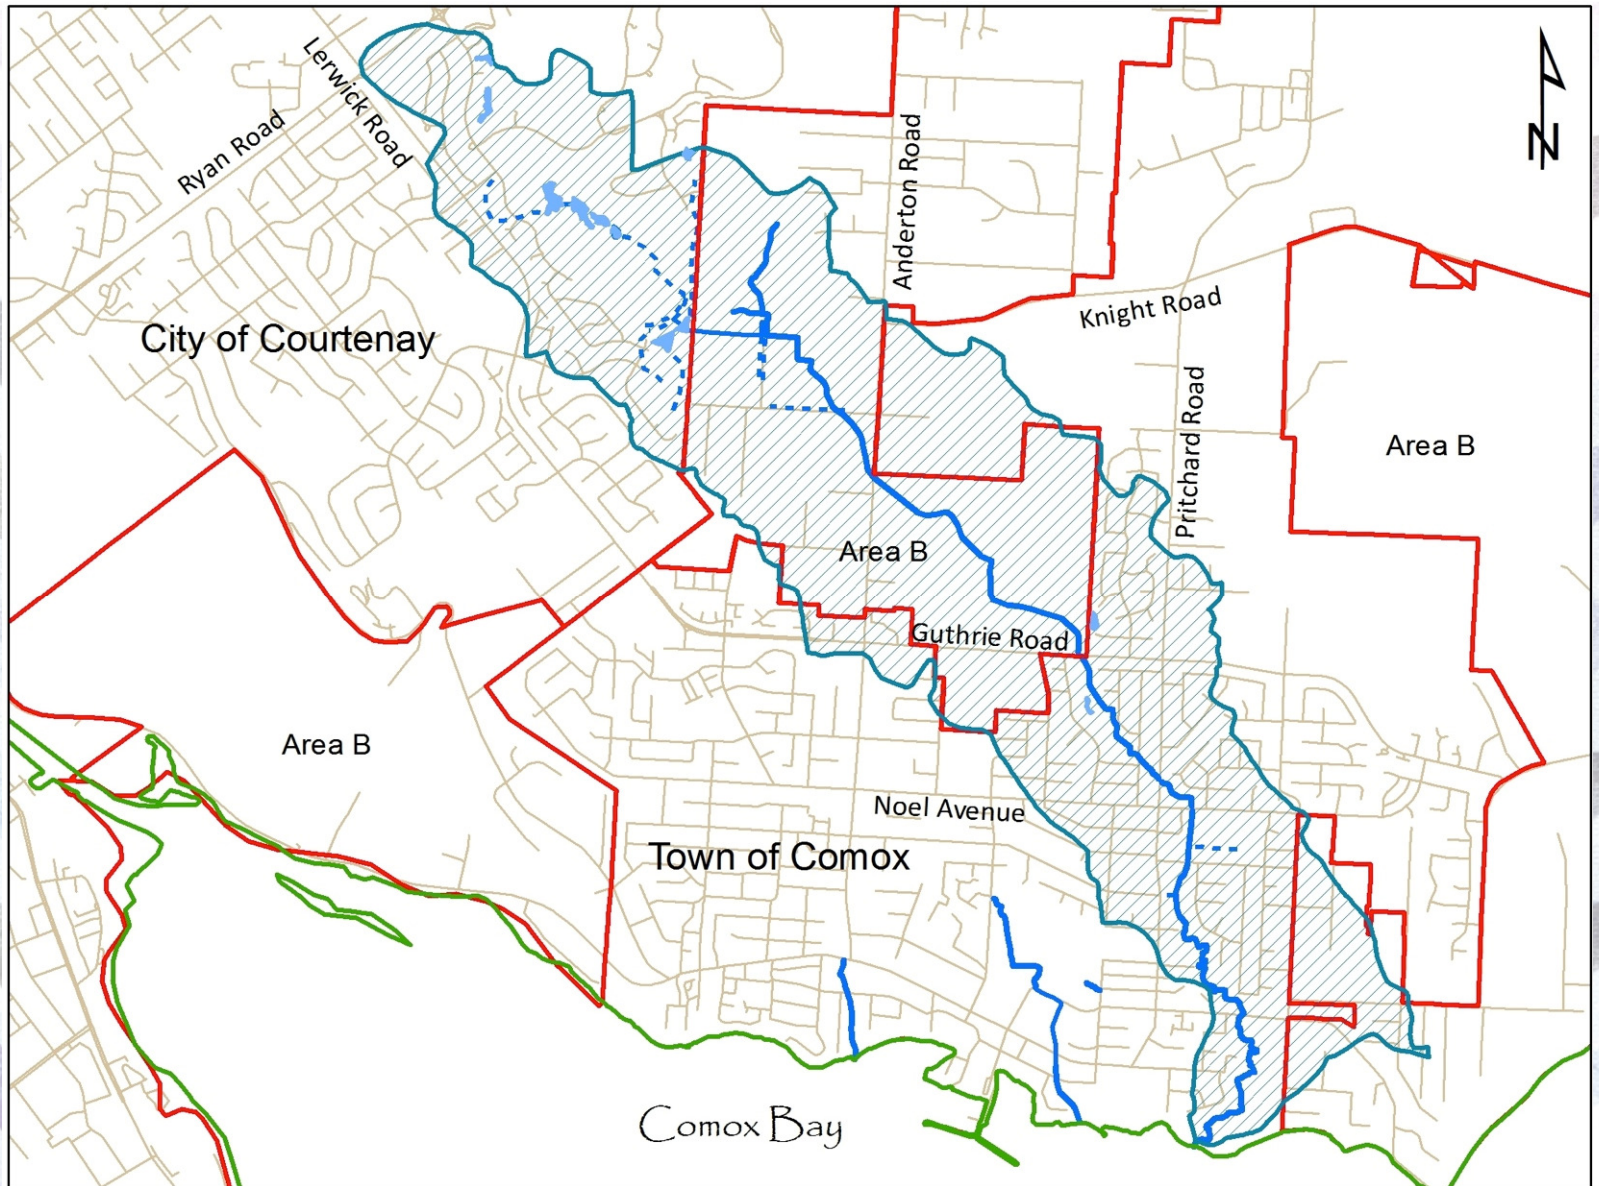 Lerwick Road
Ryan Road
Anderton Road
N
City of Courtenay
Knight Road
Pritchard Road
Area B
Area B
Guthrie Road
Area B
Noel Avenue
Town of Comox
Comox Bay